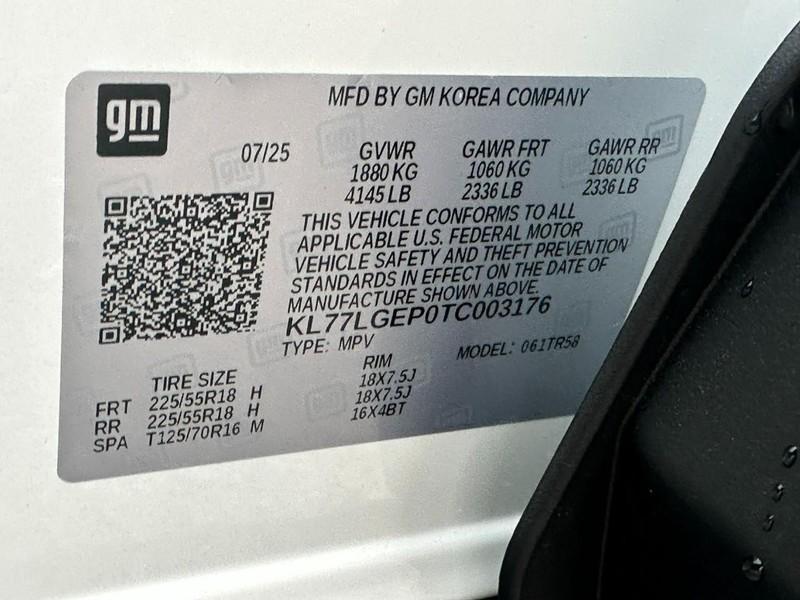 gm
MFD BY GM KOREA COMPANY
07/25
GVWR GAWR FRT GAWR RR
1880 KG 1060 KG 1060 KG
4145 LB 2336 LB 2336 LB
THIS VEHICLE CONFORMS TO ALL
APPLICABLE U.S. FEDERAL MOTOR
VEHICLE SAFETY AND THEFT PREVENTION
STANDARDS IN EFFECT ON THE DATE OF
MANUFACTURE SHOWN ABOVE.
KL77LGEP0TC003176
TYPE: MPV MODEL: 061TR58
TIRE SIZE RIM
FRT 225/55R18 H 18X7.5J
RR 225/55R18 H 18X7.5J
SPA T125/70R16 M 16X4BT